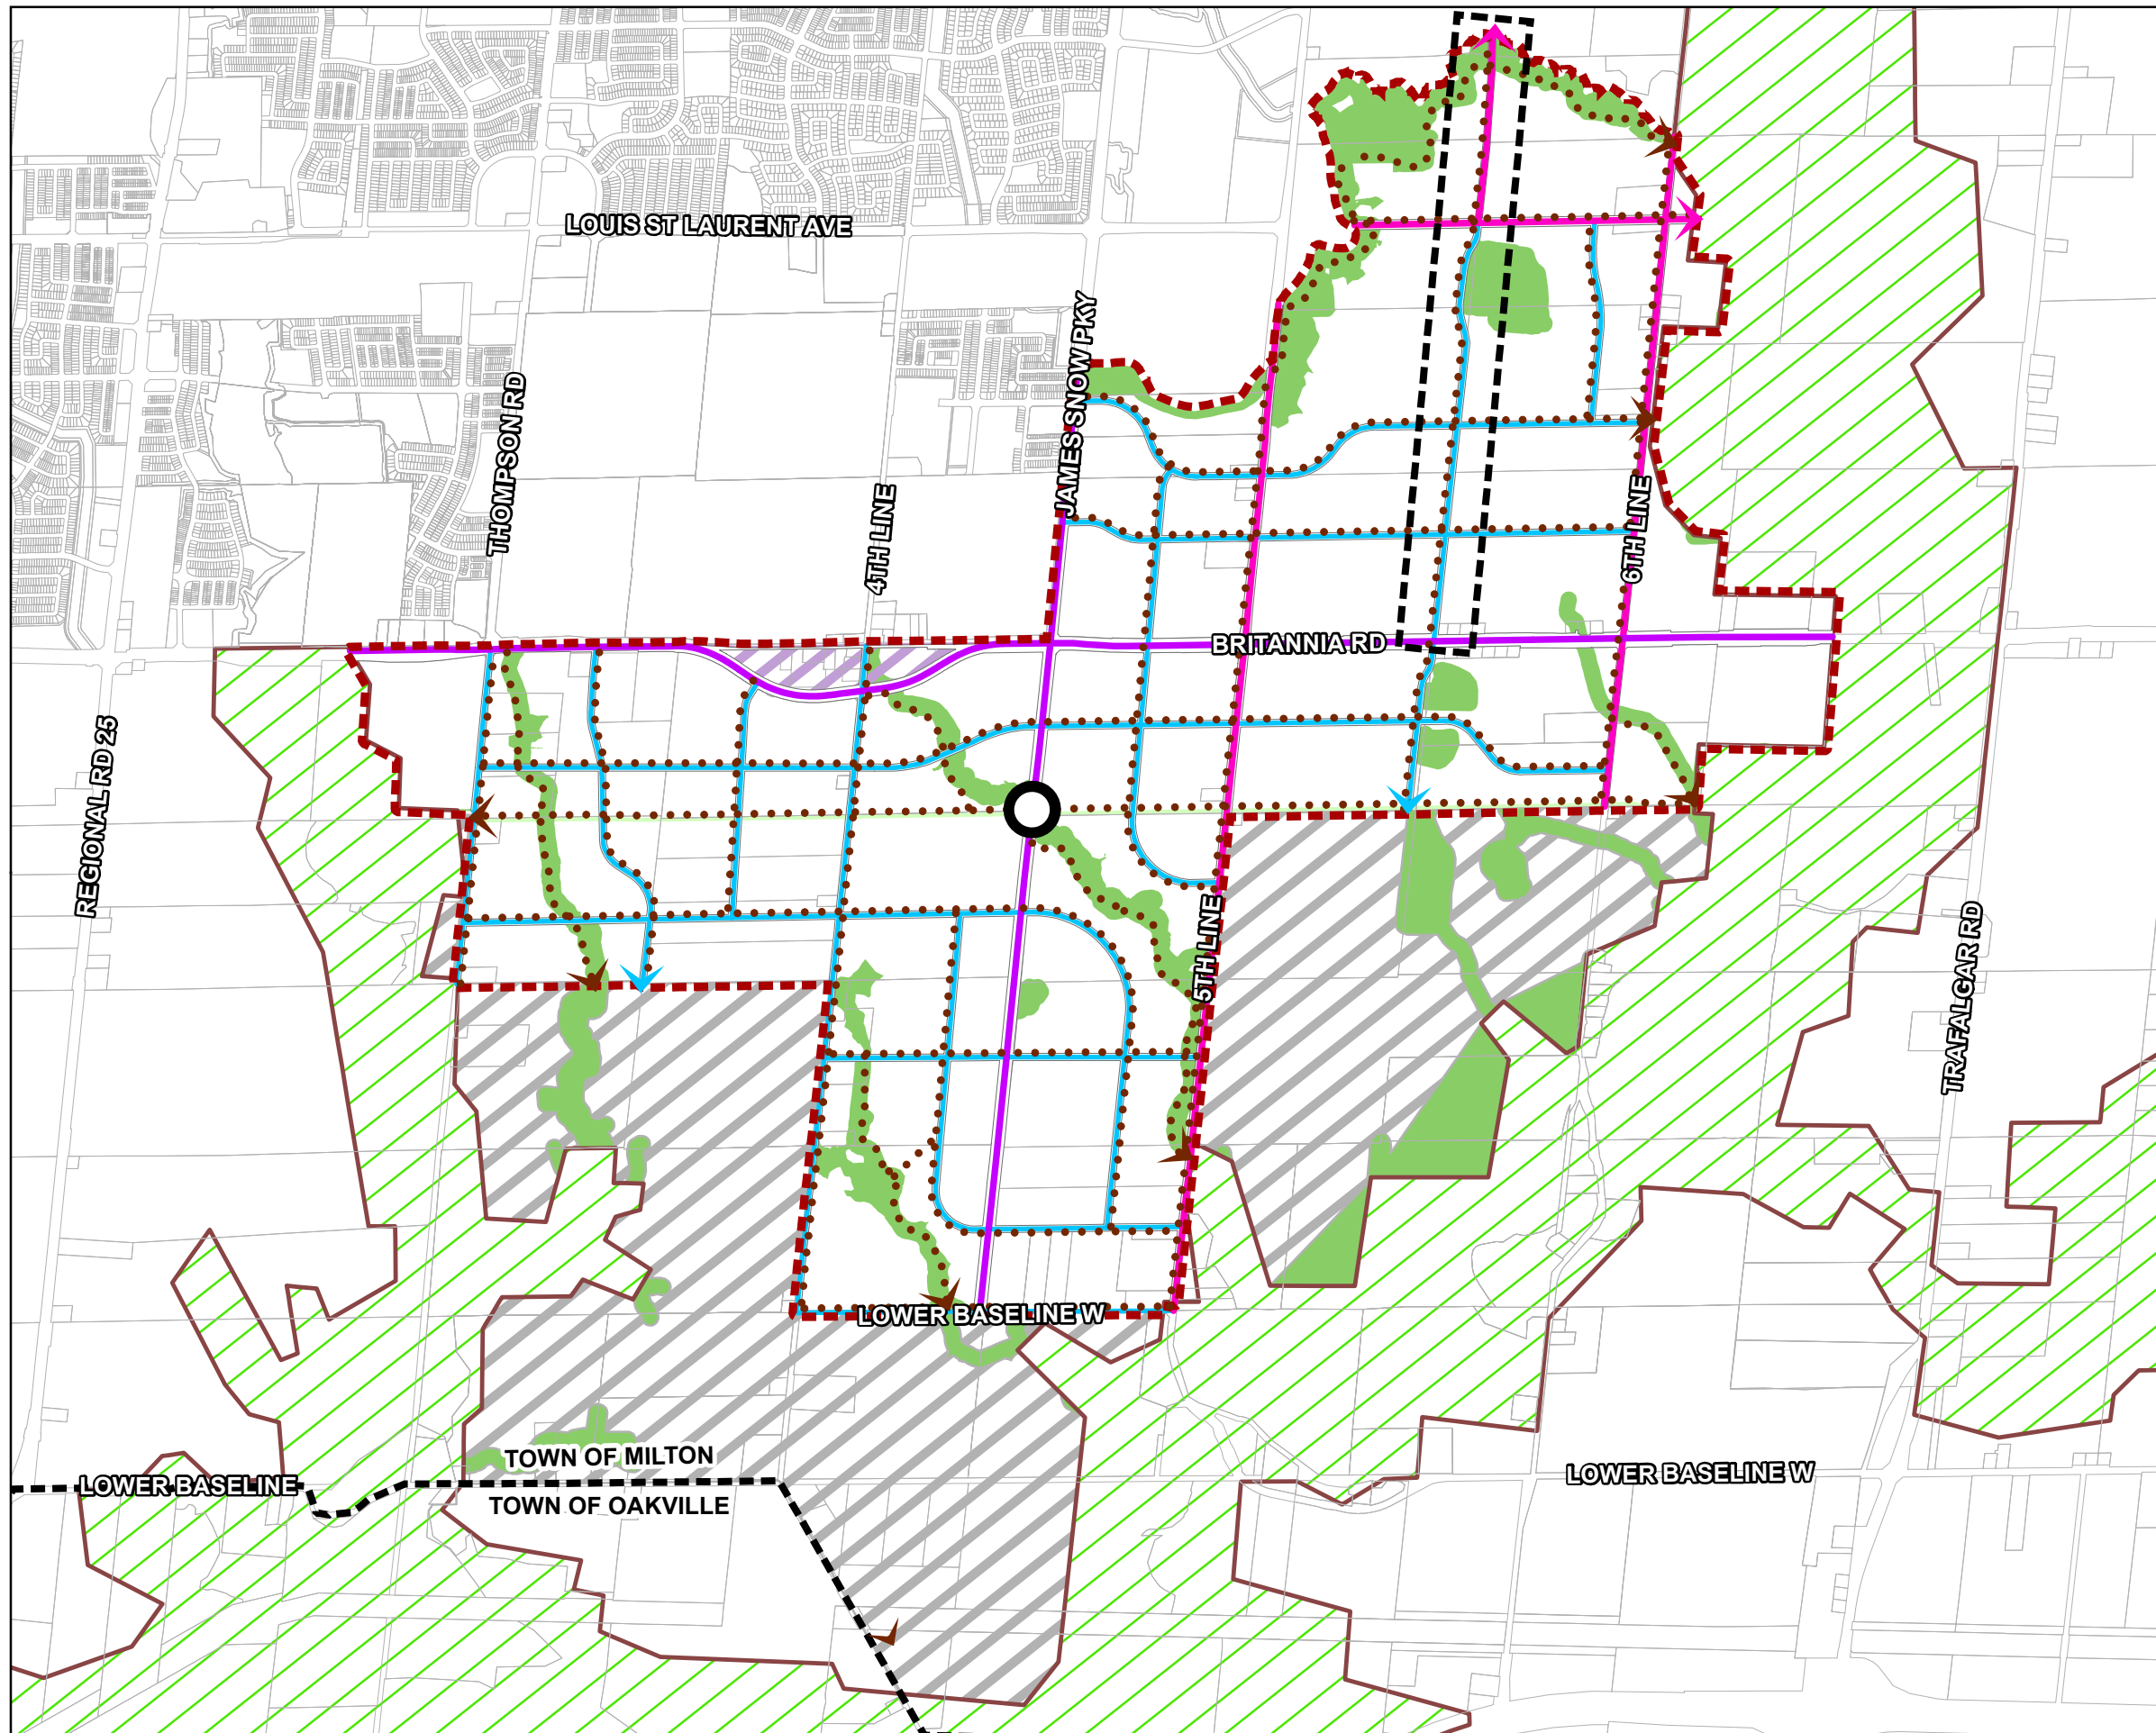 LOUIS ST LAURENT AVE
JAMES SNOW PKY
THOMPSON RD
4TH LINE
6TH LINE
BRITANNIA RD
REGIONAL RD 25
5TH LINE
TRAFALGAR RD
LOWER BASELINE W
TOWN OF MILTON
LOWER BASELINE
LOWER BASELINE W
TOWN OF OAKVILLE